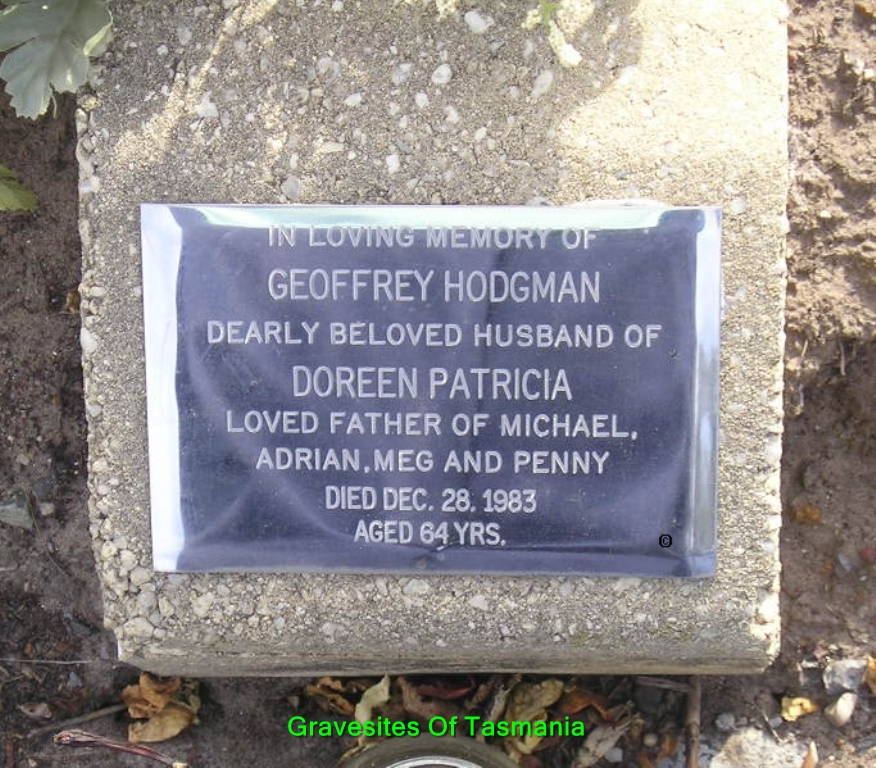 IN LOVING MEMORY OF
GEOFFREY HODGMAN
DEARLY BELOVED HUSBAND OF
DOREEN PATRICIA
LOVED FATHER OF MICHAEL,
ADRIAN, MEG AND PENNY
DIED DEC. 28. 1983
AGED 64 YRS.
©
Gravesites Of Tasmania